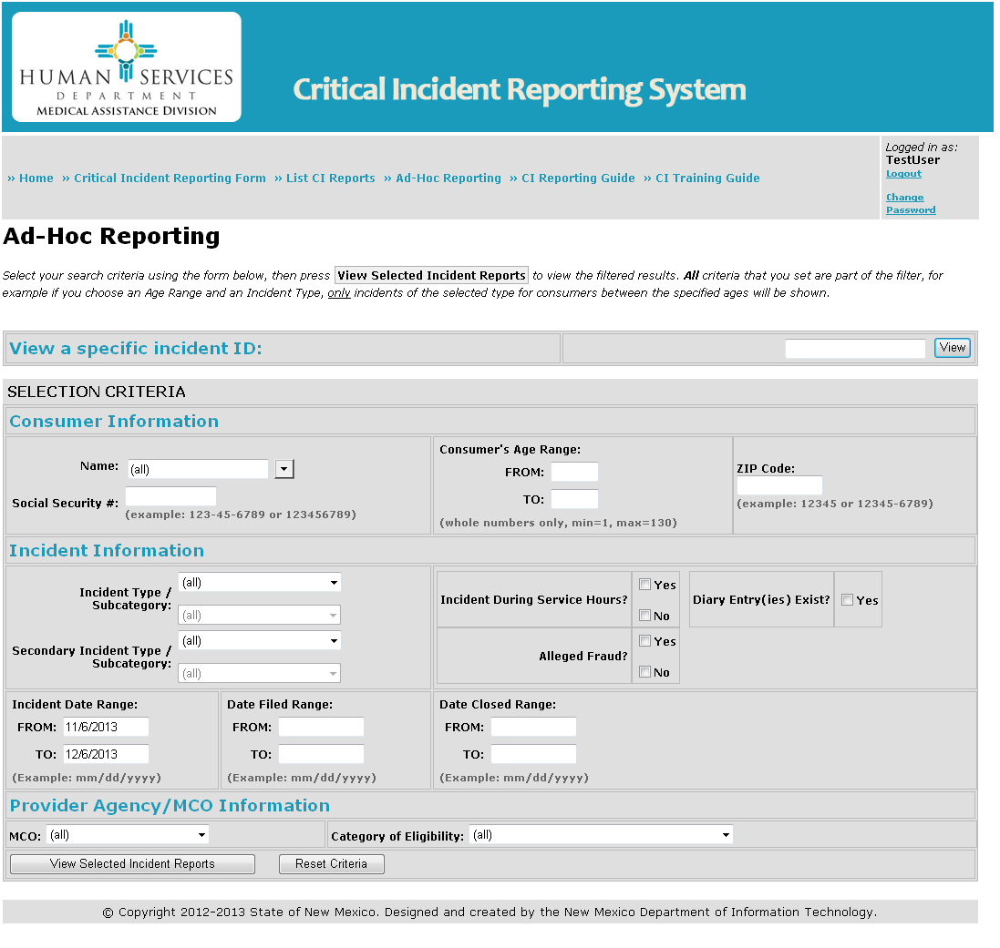 HUMAN SERVICES
DEPARTMENT
MEDICAL ASSISTANCE DIVISION
Critical Incident Reporting System
» Home » Critical Incident Reporting Form » List CI Reports » Ad-Hoc Reporting » CI Reporting Guide » CI Training Guide
Logged in as:
TestUser
Logout
Change
Password
Ad-Hoc Reporting
Select your search criteria using the form below, then press View Selected Incident Reports to view the filtered results. All criteria that you set are part of the filter, for
example if you choose an Age Range and an Incident Type, only incidents of the selected type for consumers between the specified ages will be shown.
View a specific incident ID: View
SELECTION CRITERIA
Consumer Information
Name: (all)
Social Security #:
(example: 123-45-6789 or 123456789)
Consumer's Age Range:
FROM:
TO:
(whole numbers only, min=1, max=130)
ZIP Code:
(example: 12345 or 12345-6789)
Incident Information
Incident Type /
Subcategory:
(all)
(all)
Secondary Incident Type /
Subcategory:
(all)
(all)
Incident During Service Hours?
Yes
No
Alleged Fraud?
Yes
No
Diary Entry(ies) Exist? Yes
Incident Date Range:
FROM: 11/6/2013
TO: 12/6/2013
(Example: mm/dd/yyyy)
Date Filed Range:
FROM:
TO:
(Example: mm/dd/yyyy)
Date Closed Range:
FROM:
TO:
(Example: mm/dd/yyyy)
Provider Agency/MCO Information
MCO: (all) Category of Eligibility: (all)
View Selected Incident Reports Reset Criteria
© Copyright 2012-2013 State of New Mexico. Designed and created by the New Mexico Department of Information Technology.